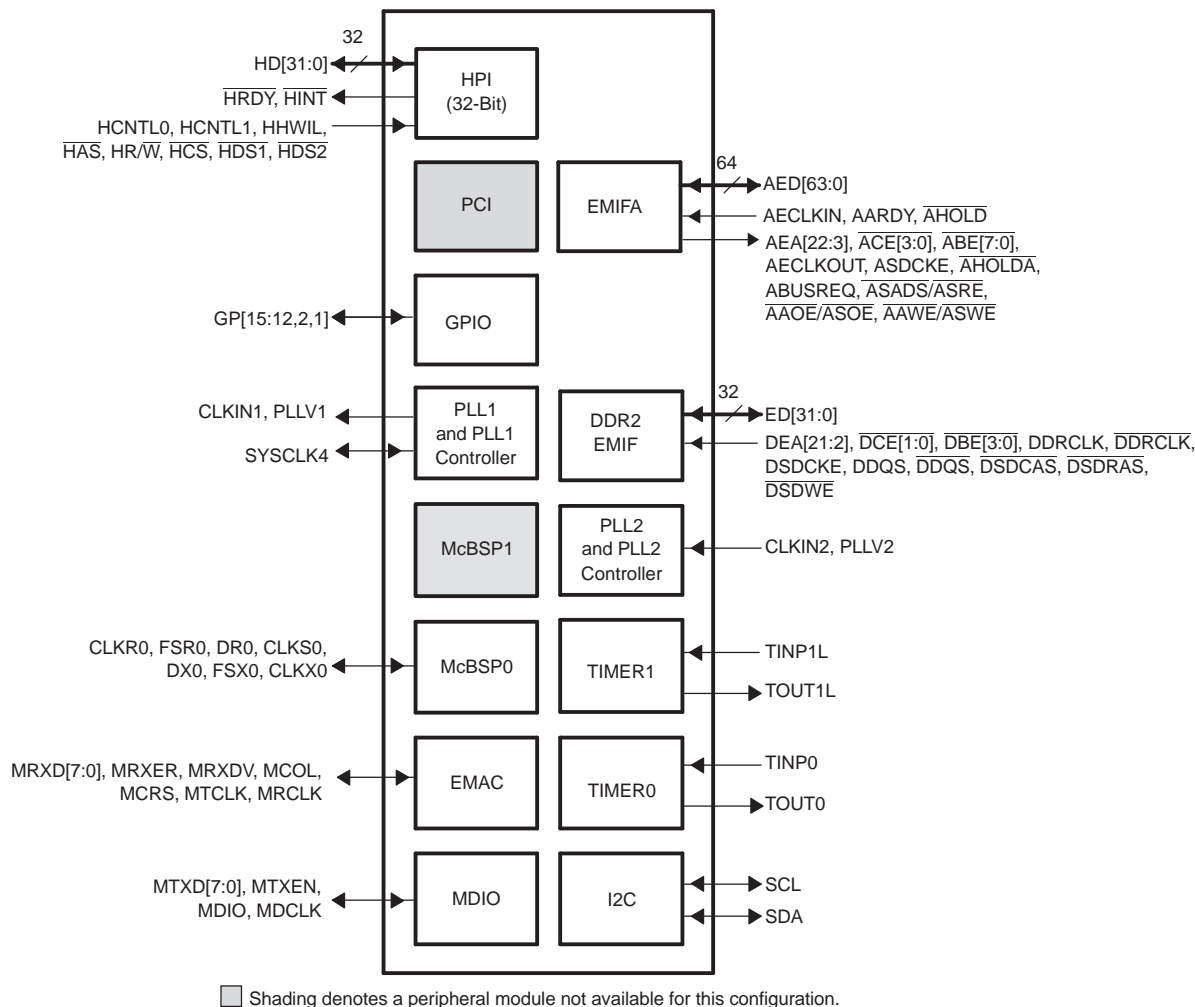 32
HD[31:0]
HRDY, HINT
HCNTL0, HCNTL1, HHWIL,
HAS, HR/W, HCS, HDS1, HDS2
HPI
(32-Bit)
PCI
EMIFA
64
AED[63:0]
AECLKIN, AARDY, AHOLD
AEA[22:3], ACE[3:0], ABE[7:0],
AECLKOUT, ASDCKE, AHOLDA,
ABUSREQ, ASADS/ASRE,
AAOE/ASOE, AAWE/ASWE
GP[15:12,2,1]
GPIO
CLKIN1, PLLV1
SYSCLK4
PLL1
and PLL1
Controller
DDR2
EMIF
32
ED[31:0]
DEA[21:2], DCE[1:0], DBE[3:0], DDRCLK, DDRCLK,
DSDCKE, DDQS, DDQS, DSDCAS, DSDRAS,
DSDWE
McBSP1
PLL2
and PLL2
Controller
CLKIN2, PLLV2
CLKR0, FSR0, DR0, CLKS0,
DX0, FSX0, CLKX0
McBSP0
TIMER1
TINP1L
TOUT1L
MRXD[7:0], MRXER, MRXDV, MCOL,
MCRS, MTCLK, MRCLK
EMAC
TIMER0
TINP0
TOUT0
MTXD[7:0], MTXEN,
MDIO, MDCLK
MDIO
I2C
SCL
SDA
Shading denotes a peripheral module not available for this configuration.